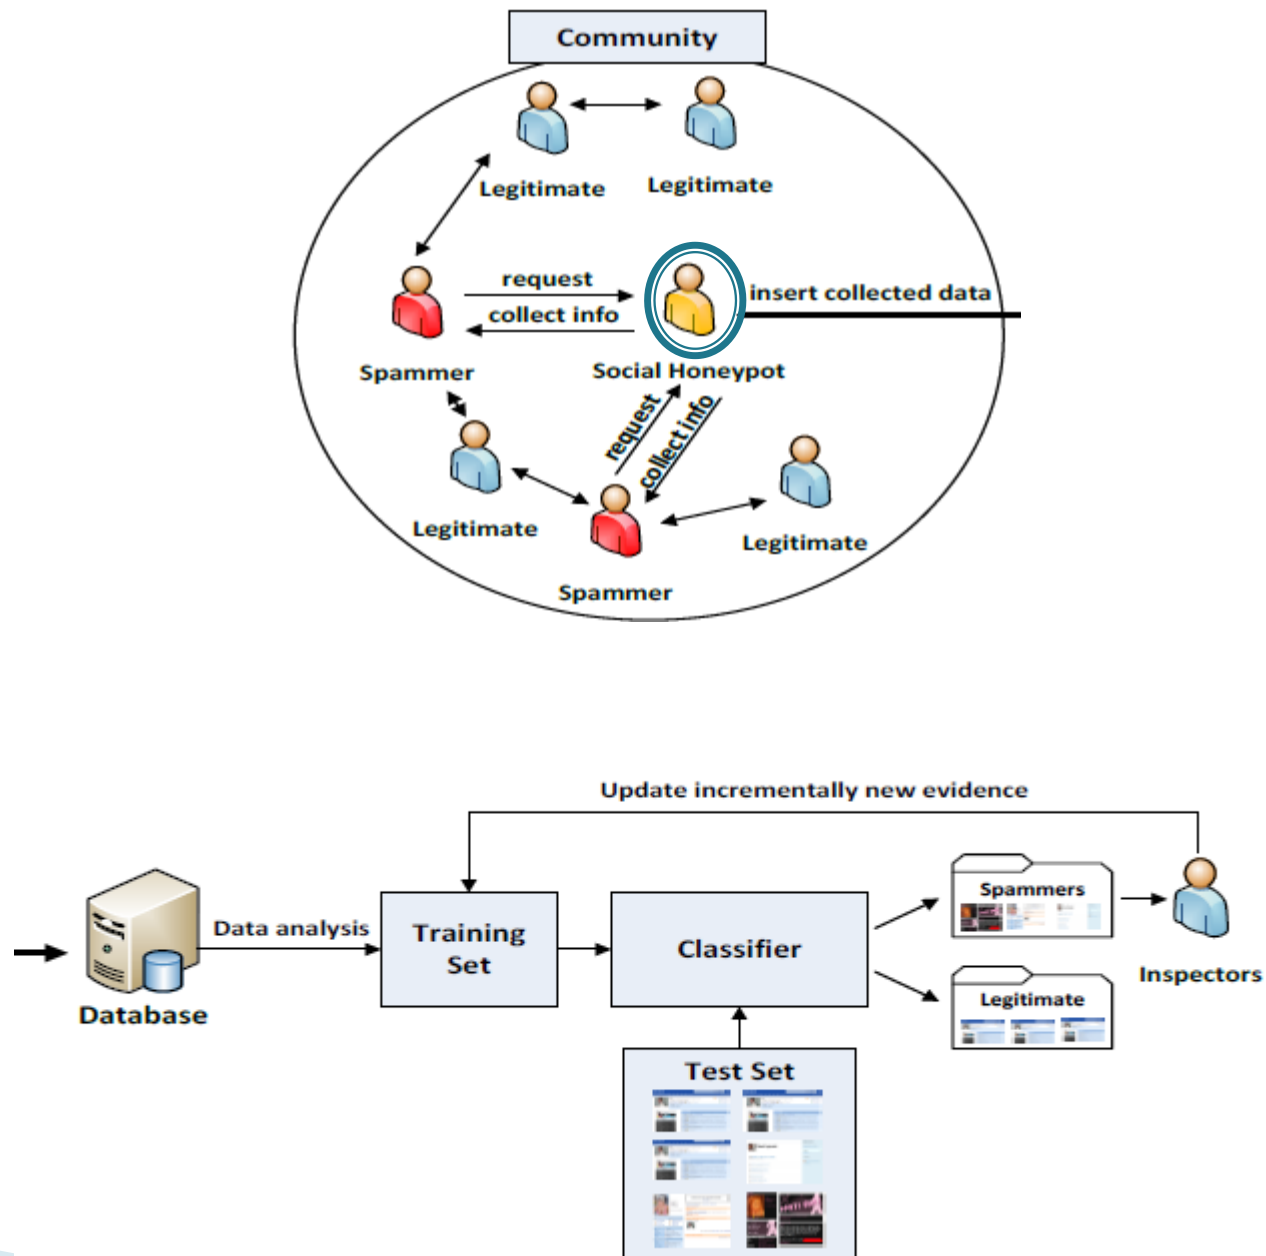 Community
Legitimate
Legitimate
request
collect info
insert collected data
Spammer
Social Honeypot
request
collect info
Legitimate
Legitimate
Spammer
Update incrementally new evidence
Data analysis
Training
Set
Classifier
Spammers
Legitimate
Inspectors
Database
Test Set